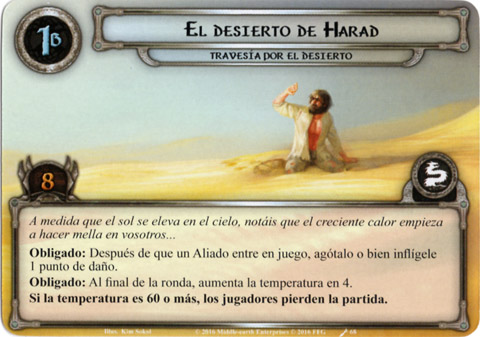 1B
El desierto de Harad
Travesía por el desierto
8
A medida que el sol se eleva en el cielo, notáis que el creciente calor empieza
a hacer mella en vosotros...
Obligado: Después de que un Aliado entre en juego, agótalo o bien inflígele
1 punto de daño.
Obligado: Al final de la ronda, aumenta la temperatura en 4.
Si la temperatura es 60 o más, los jugadores pierden la partida.
Ilus. Kim Sokol © 2016 Middle-earth Enterprises © 2016 FFG 68